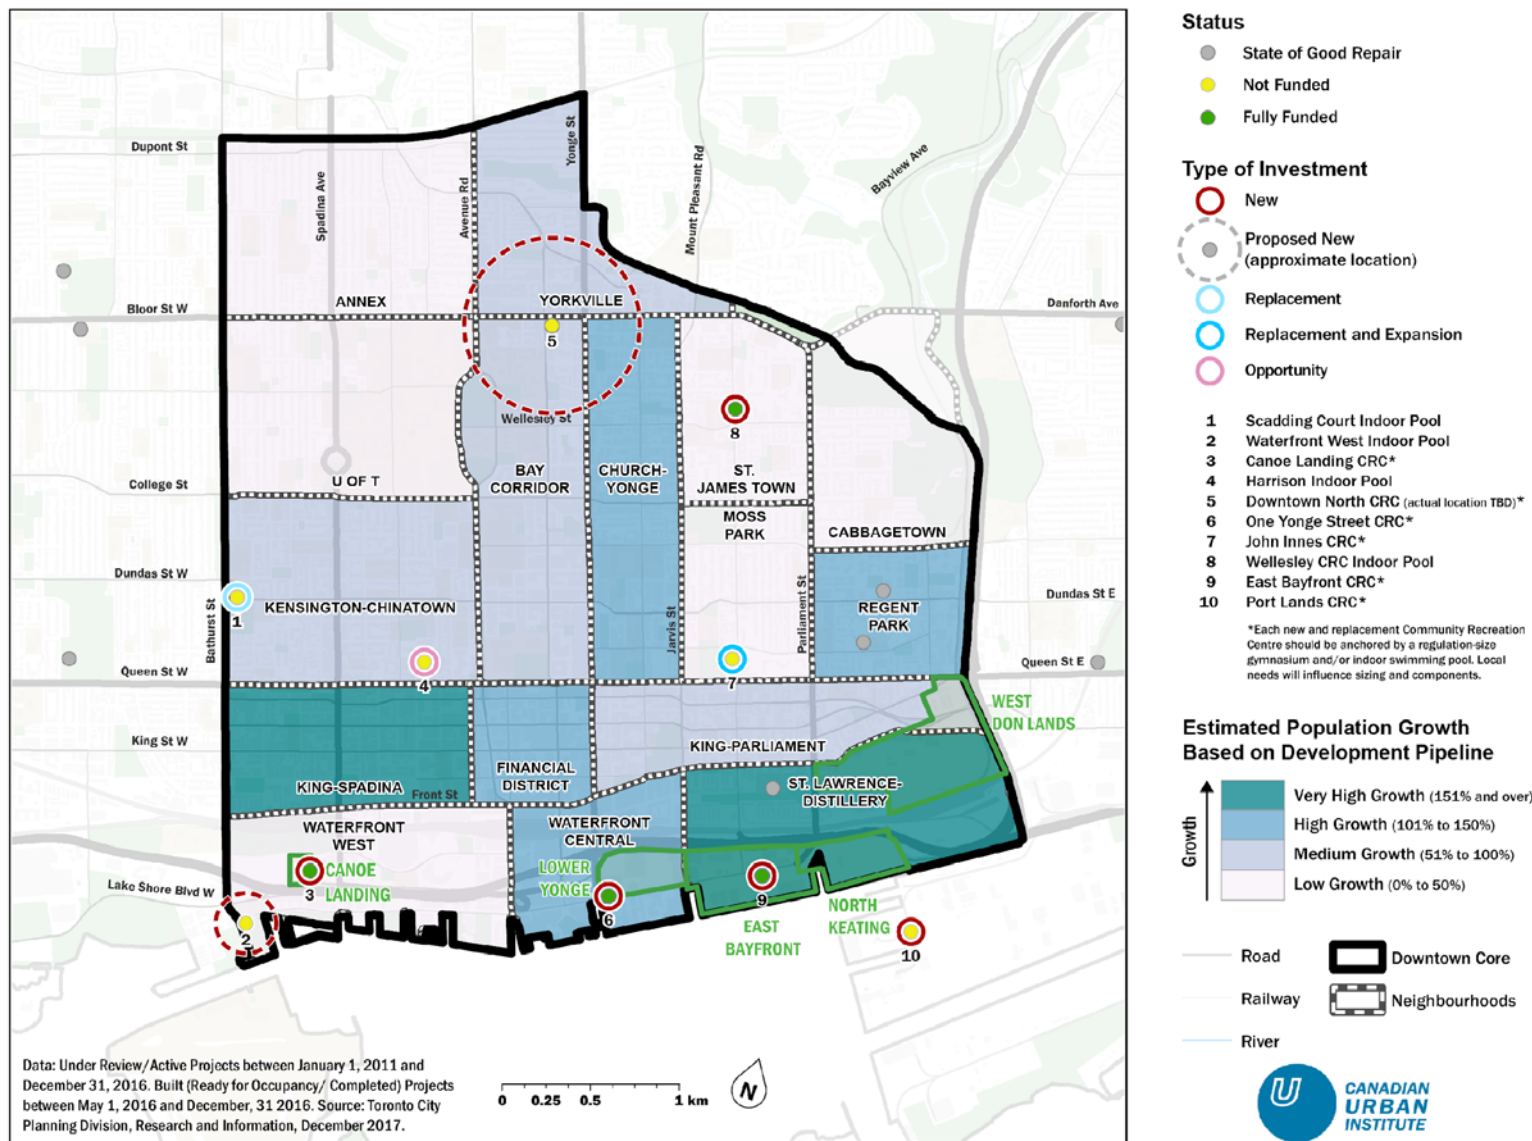 Dupont St
Spadina Ave
Avenue Rd
Yonge St
Mount Pleasant Rd
Bayview Ave
Bloor St W
ANNEX
YORKVILLE
Danforth Ave
5
Wellesley St
8
College St
U OF T
BAY
CORRIDOR
CHURCH-
YONGE
ST.
JAMES TOWN
MOSS
PARK
CABBAGETOWN
Dundas St W
Bathurst St
1
KENSINGTON-CHINATOWN
Jarvis St
Parliament St
REGENT
PARK
Dundas St E
Queen St W
4
7
Queen St E
WEST
DON LANDS
King St W
KING-SPADINA
FINANCIAL
DISTRICT
KING-PARLIAMENT
Front St
ST. LAWRENCE-
DISTILLERY
WATERFRONT
WEST
WATERFRONT
CENTRAL
CANOE
LANDING
3
LOWER
YONGE
Lake Shore Blvd W
2
6
9
EAST
BAYFRONT
NORTH
KEATING
10
Data: Under Review/Active Projects between January 1, 2011 and
December 31, 2016. Built (Ready for Occupancy/ Completed) Projects
between May 1, 2016 and December, 31 2016. Source: Toronto City
Planning Division, Research and Information, December 2017.
0 0.25 0.5 1 km
N
Status
State of Good Repair
Not Funded
Fully Funded
Type of Investment
New
Proposed New
(approximate location)
Replacement
Replacement and Expansion
Opportunity
1 Scadding Court Indoor Pool
2 Waterfront West Indoor Pool
3 Canoe Landing CRC*
4 Harrison Indoor Pool
5 Downtown North CRC (actual location TBD)*
6 One Yonge Street CRC*
7 John Innes CRC*
8 Wellesley CRC Indoor Pool
9 East Bayfront CRC*
10 Port Lands CRC*
*Each new and replacement Community Recreation
Centre should be anchored by a regulation-size
gymnasium and/or indoor swimming pool. Local
needs will influence sizing and components.
Estimated Population Growth
Based on Development Pipeline
Growth
Very High Growth (151% and over)
High Growth (101% to 150%)
Medium Growth (51% to 100%)
Low Growth (0% to 50%)
Road
Downtown Core
Railway
Neighbourhoods
River
U
CANADIAN
URBAN
INSTITUTE